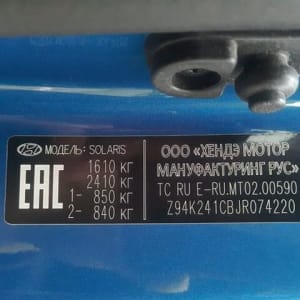 МОДЕЛЬ: SOLARIS
EAC
1610 КГ
2410 КГ
1- 850 КГ
2- 840 КГ
ООО «ХЕНДЭ МОТОР
МАНУФАКТУРИНГ РУС»
TC RU E-RU.MT02.00590
Z94K241CBJR074220